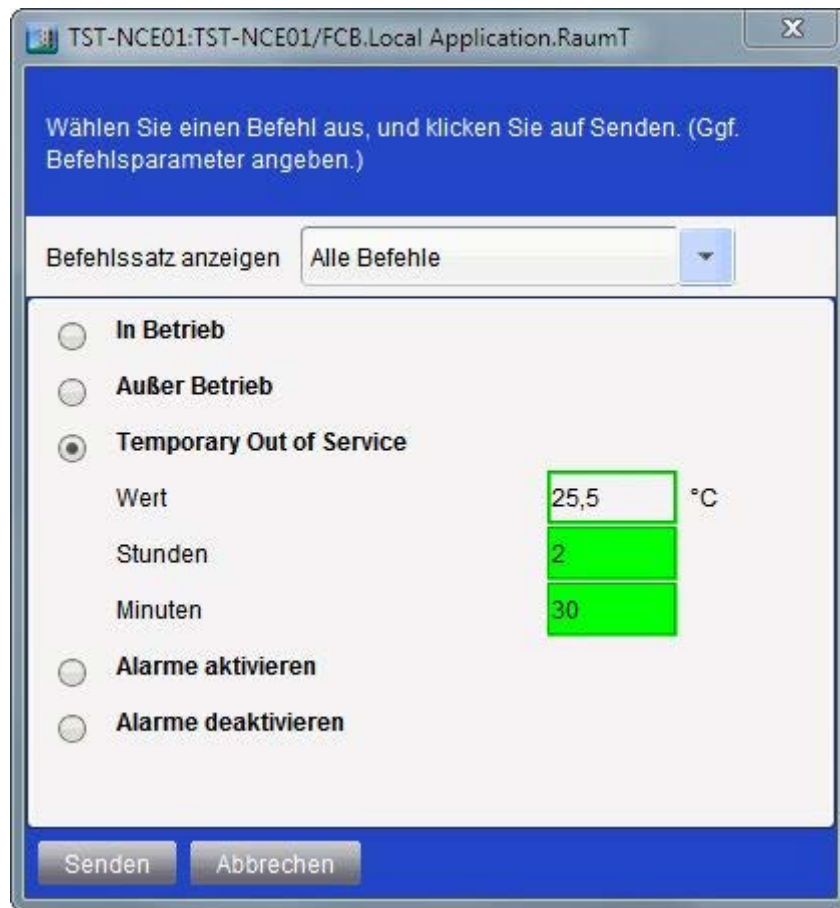 TST-NCE01:TST-NCE01/FCB.Local Application.RaumT
Wählen Sie einen Befehl aus, und klicken Sie auf Senden. (Ggf.
Befehlsparameter angeben.)
Befehlssatz anzeigen Alle Befehle
In Betrieb
Außer Betrieb
Temporary Out of Service
Wert 25,5 °C
Stunden 2
Minuten 30
Alarme aktivieren
Alarme deaktivieren
Senden Abbrechen